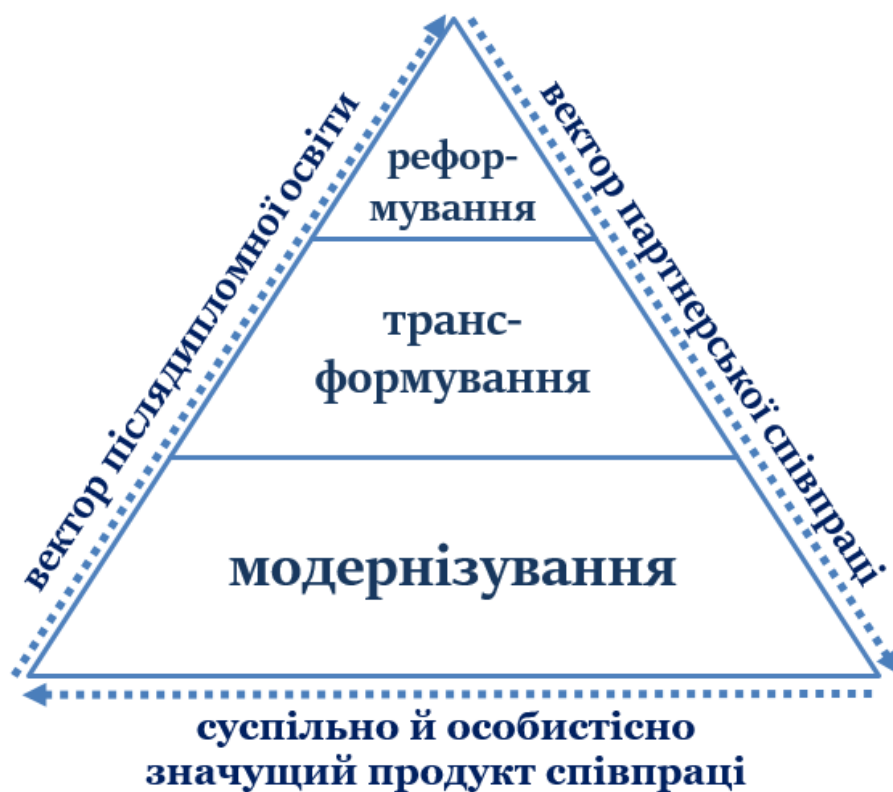 вектор післядипломної освіти
вектор партнерської співпраці
рефор-
мування
транс-
формування
модернізування
суспільно й особистісно
значущий продукт співпраці